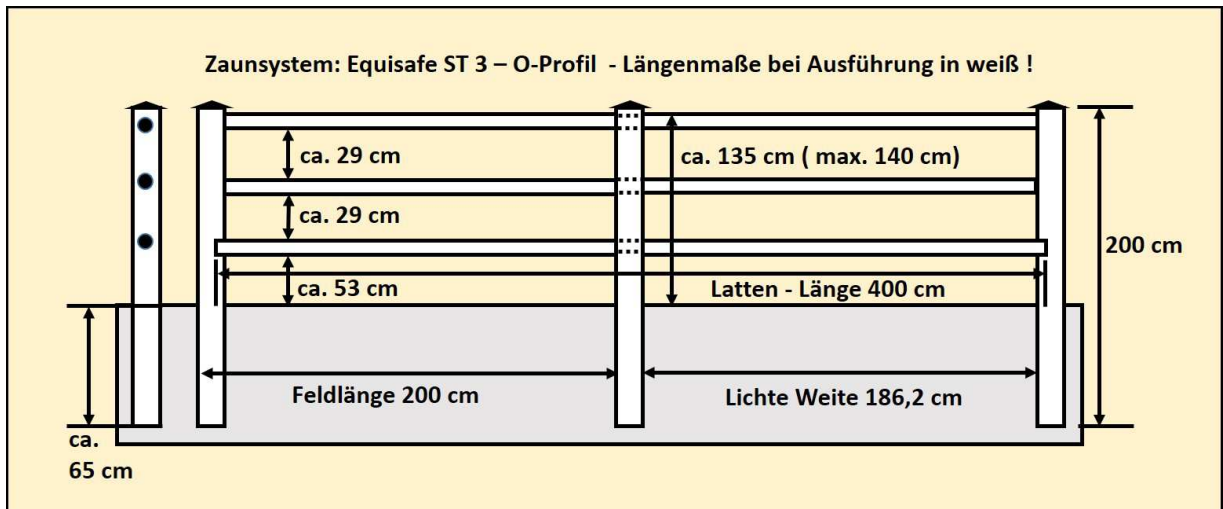 Zaunsystem: Equisafe ST 3 – O-Profil - Längenmaße bei Ausführung in weiß !
ca. 29 cm
ca. 135 cm ( max. 140 cm)
ca. 29 cm
200 cm
ca. 53 cm
Latten - Länge 400 cm
Feldlänge 200 cm
Lichte Weite 186,2 cm
ca.
65 cm